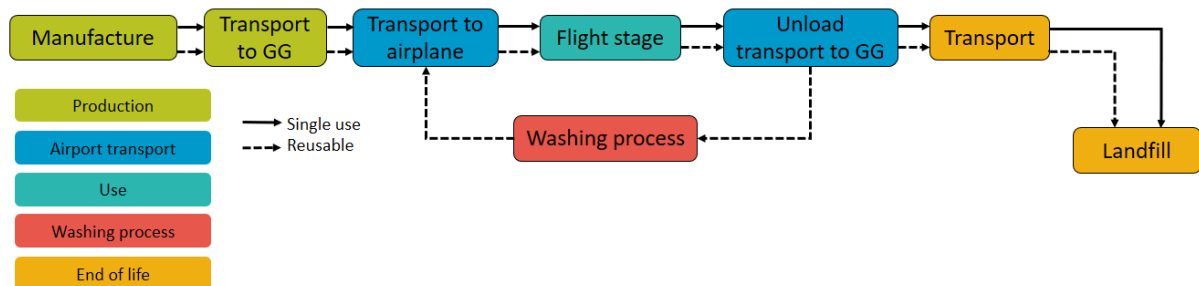 Manufacture
Transport
to GG
Transport to
airplane
Flight stage
Unload
transport to GG
Transport
Production
Single use
Reusable
Washing process
Landfill
Airport transport
Use
Washing process
End of life